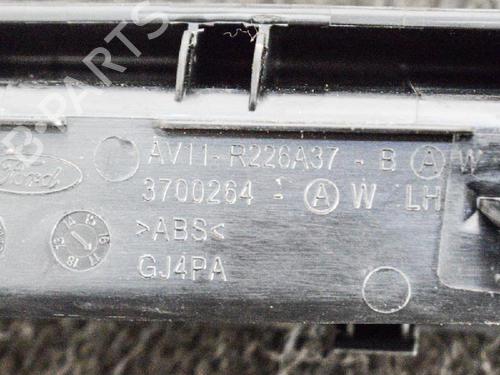 B-PARTS
Ford
AV11-R226A37-B A W
3700264-A W LH
>ABS<
GJ4PA